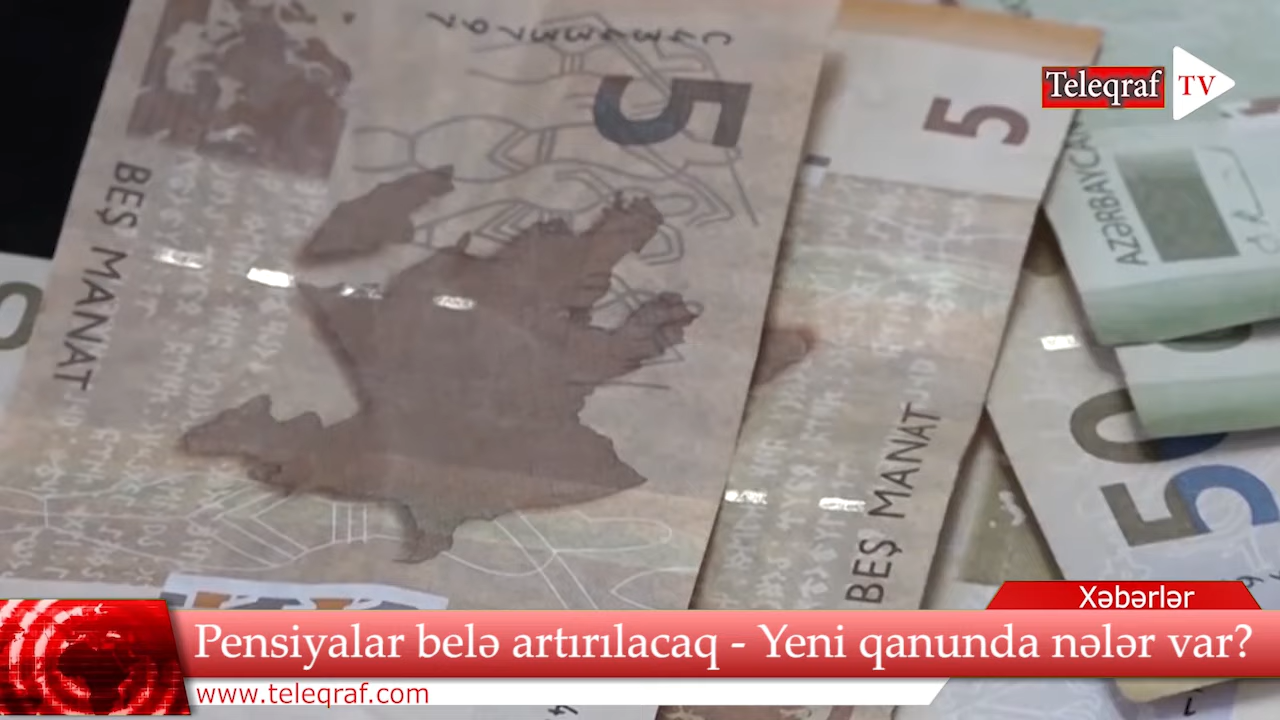 5
BEŞ MANAT
5
BEŞ MANAT
AZƏRBAYCAN
50
Teleqraf TV
Xəbərlər
Pensiyalar belə artırılacaq - Yeni qanunda nələr var?
www.teleqraf.com